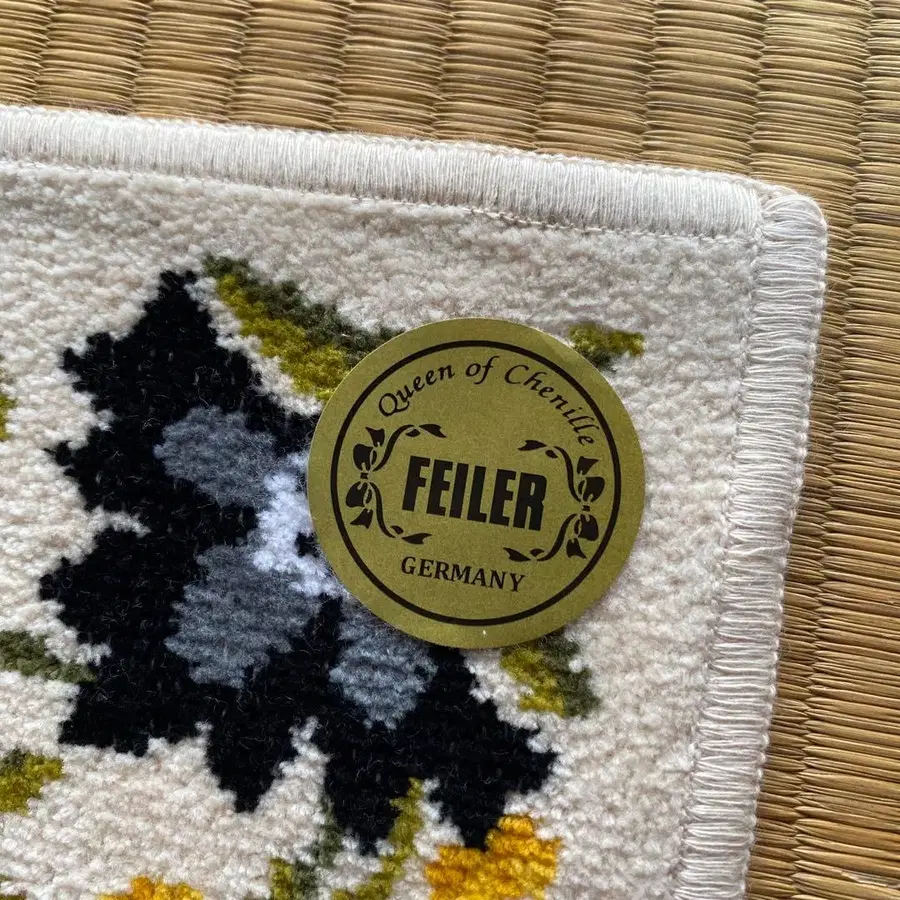 Queen of Chenille
FEILER
GERMANY